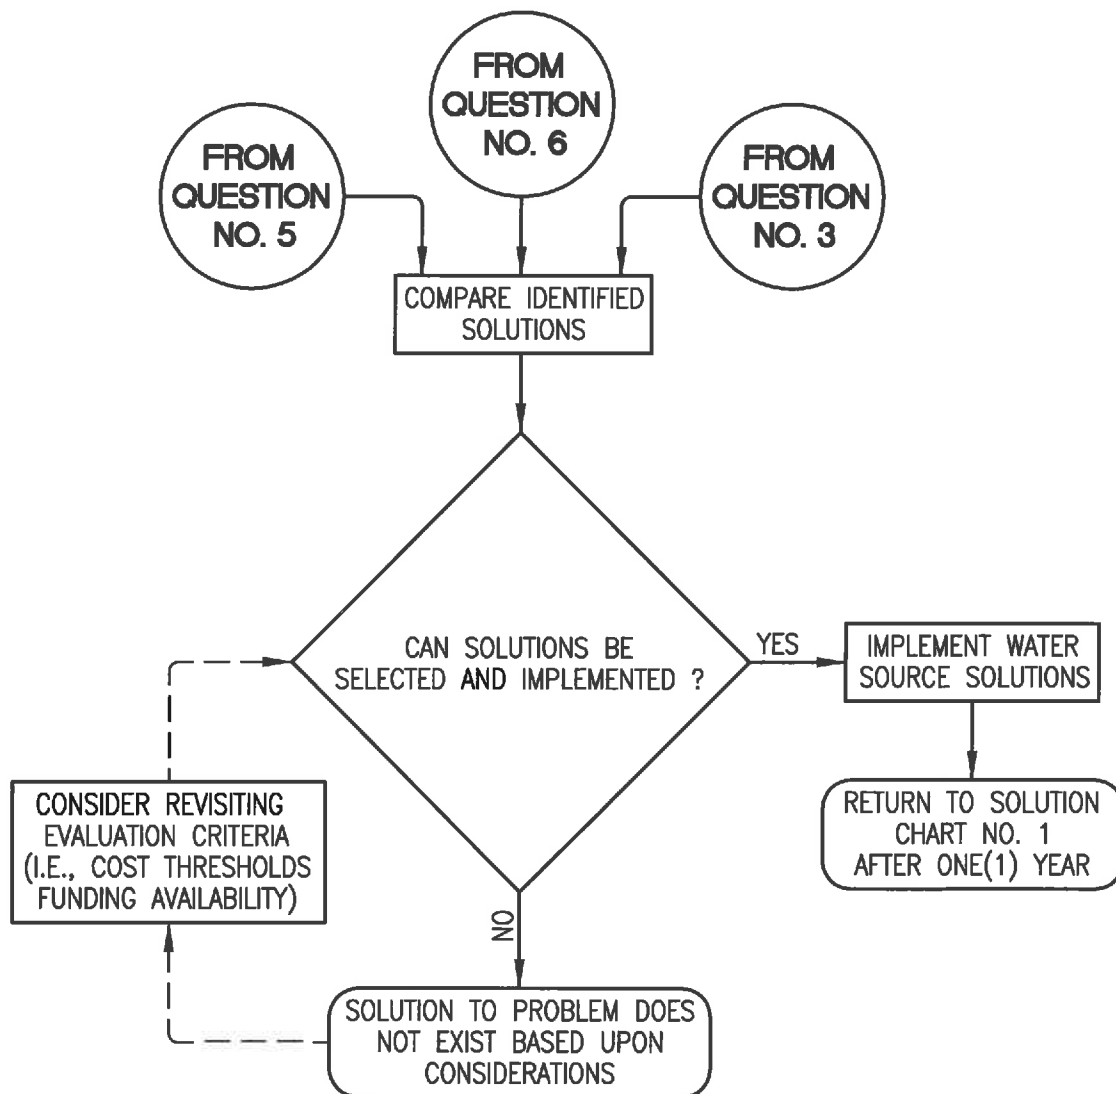 FROM
QUESTION
NO. 5
FROM
QUESTION
NO. 6
FROM
QUESTION
NO. 3
COMPARE IDENTIFIED
SOLUTIONS
CAN SOLUTIONS BE
SELECTED AND IMPLEMENTED ?
YES
IMPLEMENT WATER
SOURCE SOLUTIONS
RETURN TO SOLUTION
CHART NO. 1
AFTER ONE(1) YEAR
NO
SOLUTION TO PROBLEM DOES
NOT EXIST BASED UPON
CONSIDERATIONS
CONSIDER REVISITING
EVALUATION CRITERIA
(I.E., COST THRESHOLDS
FUNDING AVAILABILITY)